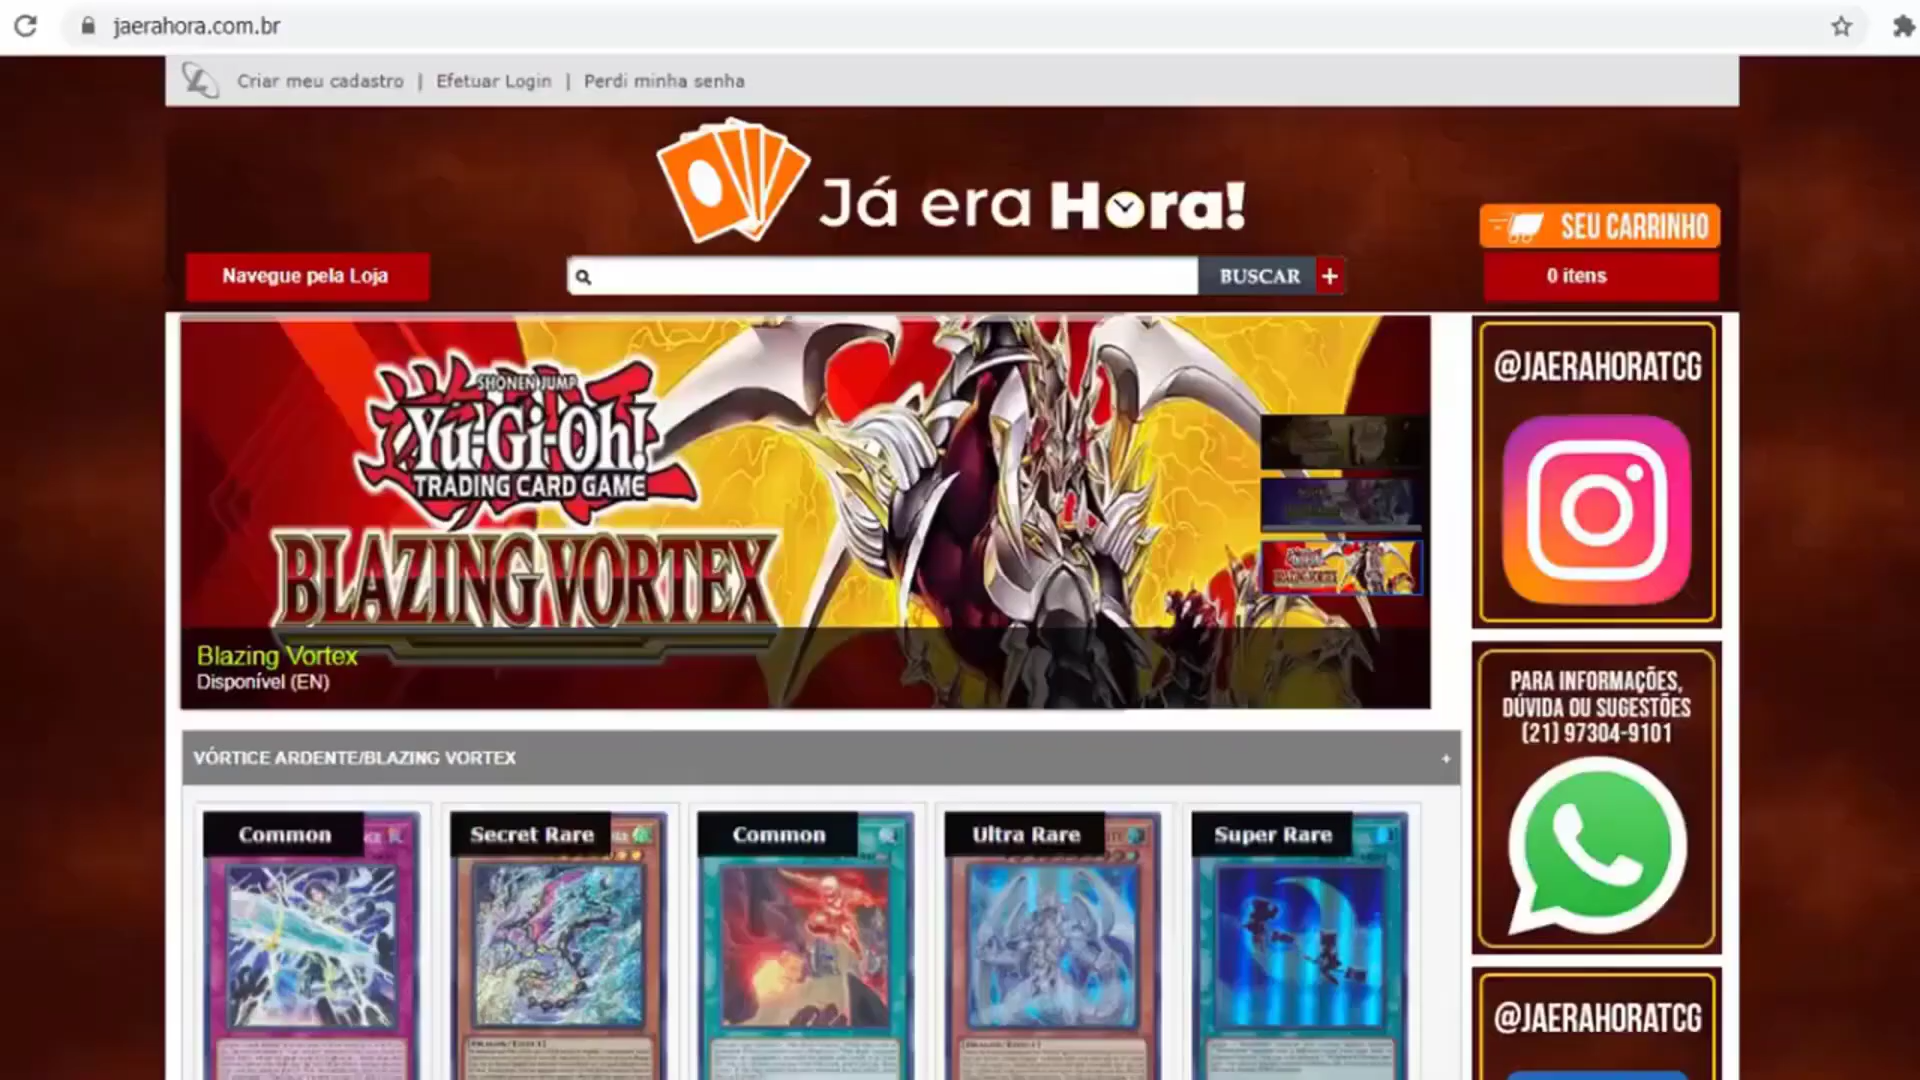 jaerahora.com.br
Criar meu cadastro | Efetuar Login | Perdi minha senha
Já era Hora!
SEU CARRINHO
Navegue pela Loja
BUSCAR +
0 itens
@JAERAHORATCG
SHONEN JUMP
Yu-Gi-Oh!
TRADING CARD GAME
BLAZING VORTEX
BLAZING VORTEX
Blazing Vortex
Disponível (EN)
PARA INFORMAÇÕES,
DÚVIDA OU SUGESTÕES
(21) 97304-9101
VÓRTICE ARDENTE/BLAZING VORTEX +
Common
Secret Rare
Common
Ultra Rare
Super Rare
@JAERAHORATCG